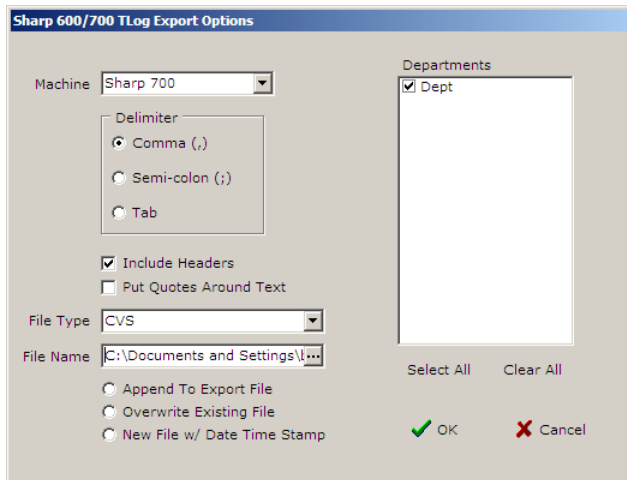 Sharp 600/700 TLog Export Options
Machine Sharp 700
Delimiter
Comma (,)
Semi-colon (;)
Tab
Include Headers
Put Quotes Around Text
File Type CVS
File Name C:\Documents and Settings\ ...
Append To Export File
Overwrite Existing File
New File w/ Date Time Stamp
Departments
Dept
Select All Clear All
OK Cancel